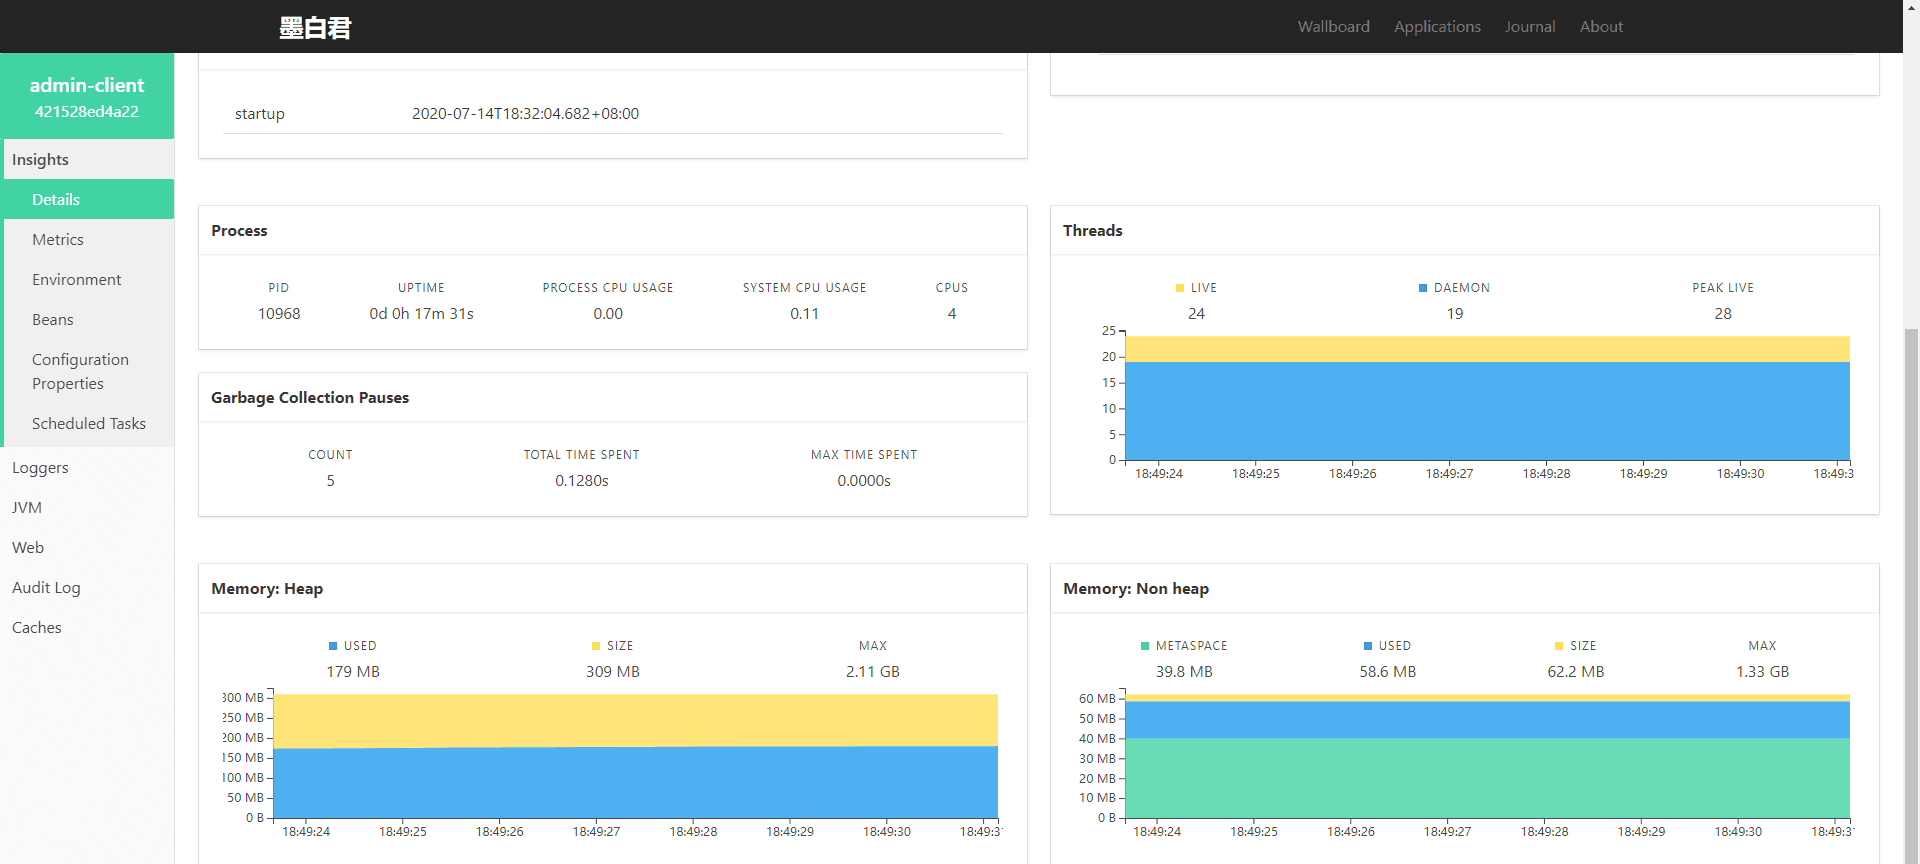 墨白君
Wallboard Applications Journal About
admin-client
421528ed4a22
Insights
Details
Metrics
Environment
Beans
Configuration
Properties
Scheduled Tasks
Loggers
JVM
Web
Audit Log
Caches
startup 2020-07-14T18:32:04.682+08:00
Process
PID UPTIME PROCESS CPU USAGE SYSTEM CPU USAGE CPUS
10968 0d 0h 17m 31s 0.00 0.11 4
Garbage Collection Pauses
COUNT TOTAL TIME SPENT MAX TIME SPENT
5 0.1280s 0.0000s
Threads
LIVE DAEMON PEAK LIVE
24 19 28
25
20
15
10
5
0
18:49:24 18:49:25 18:49:26 18:49:27 18:49:28 18:49:29 18:49:30 18:49:3
Memory: Heap
USED SIZE MAX
179 MB 309 MB 2.11 GB
300 MB
250 MB
200 MB
150 MB
100 MB
50 MB
0 B
18:49:24 18:49:25 18:49:26 18:49:27 18:49:28 18:49:29 18:49:30 18:49:31
Memory: Non heap
METASPACE USED SIZE MAX
39.8 MB 58.6 MB 62.2 MB 1.33 GB
60 MB
50 MB
40 MB
30 MB
20 MB
10 MB
0 B
18:49:24 18:49:25 18:49:26 18:49:27 18:49:28 18:49:29 18:49:30 18:49:31